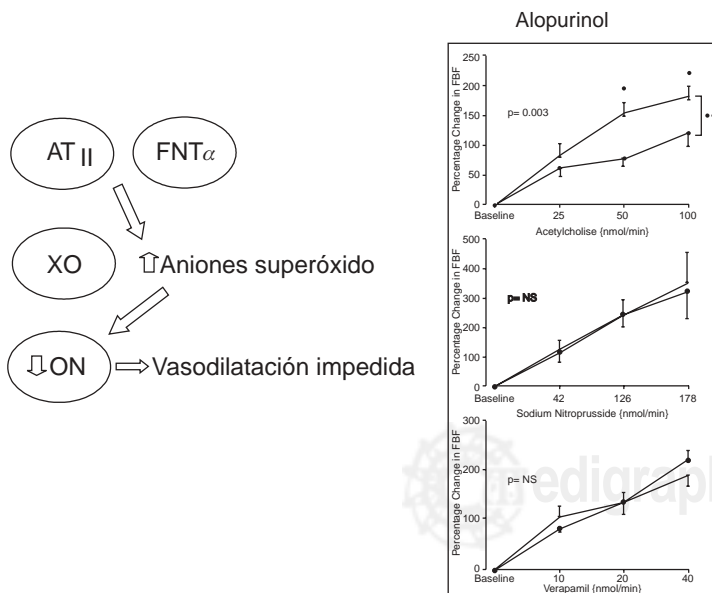 Alopurinol
AT II
FNTα
XO
⇧Aniones superóxido
⇩ON ⇨ Vasodilatación impedida
Percentage Change in FBF
250
200
150
100
50
0
p= 0.003
Baseline 25 50 100
Acetylcholise {nmol/min}
Percentage Change in FBF
500
400
300
200
100
0
p= NS
Baseline 42 126 178
Sodium Nitroprusside {nmol/min}
Percentage Change in FBF
300
200
100
0
p= NS
Baseline 10 20 40
Verapamil {nmol/min}
edigraph